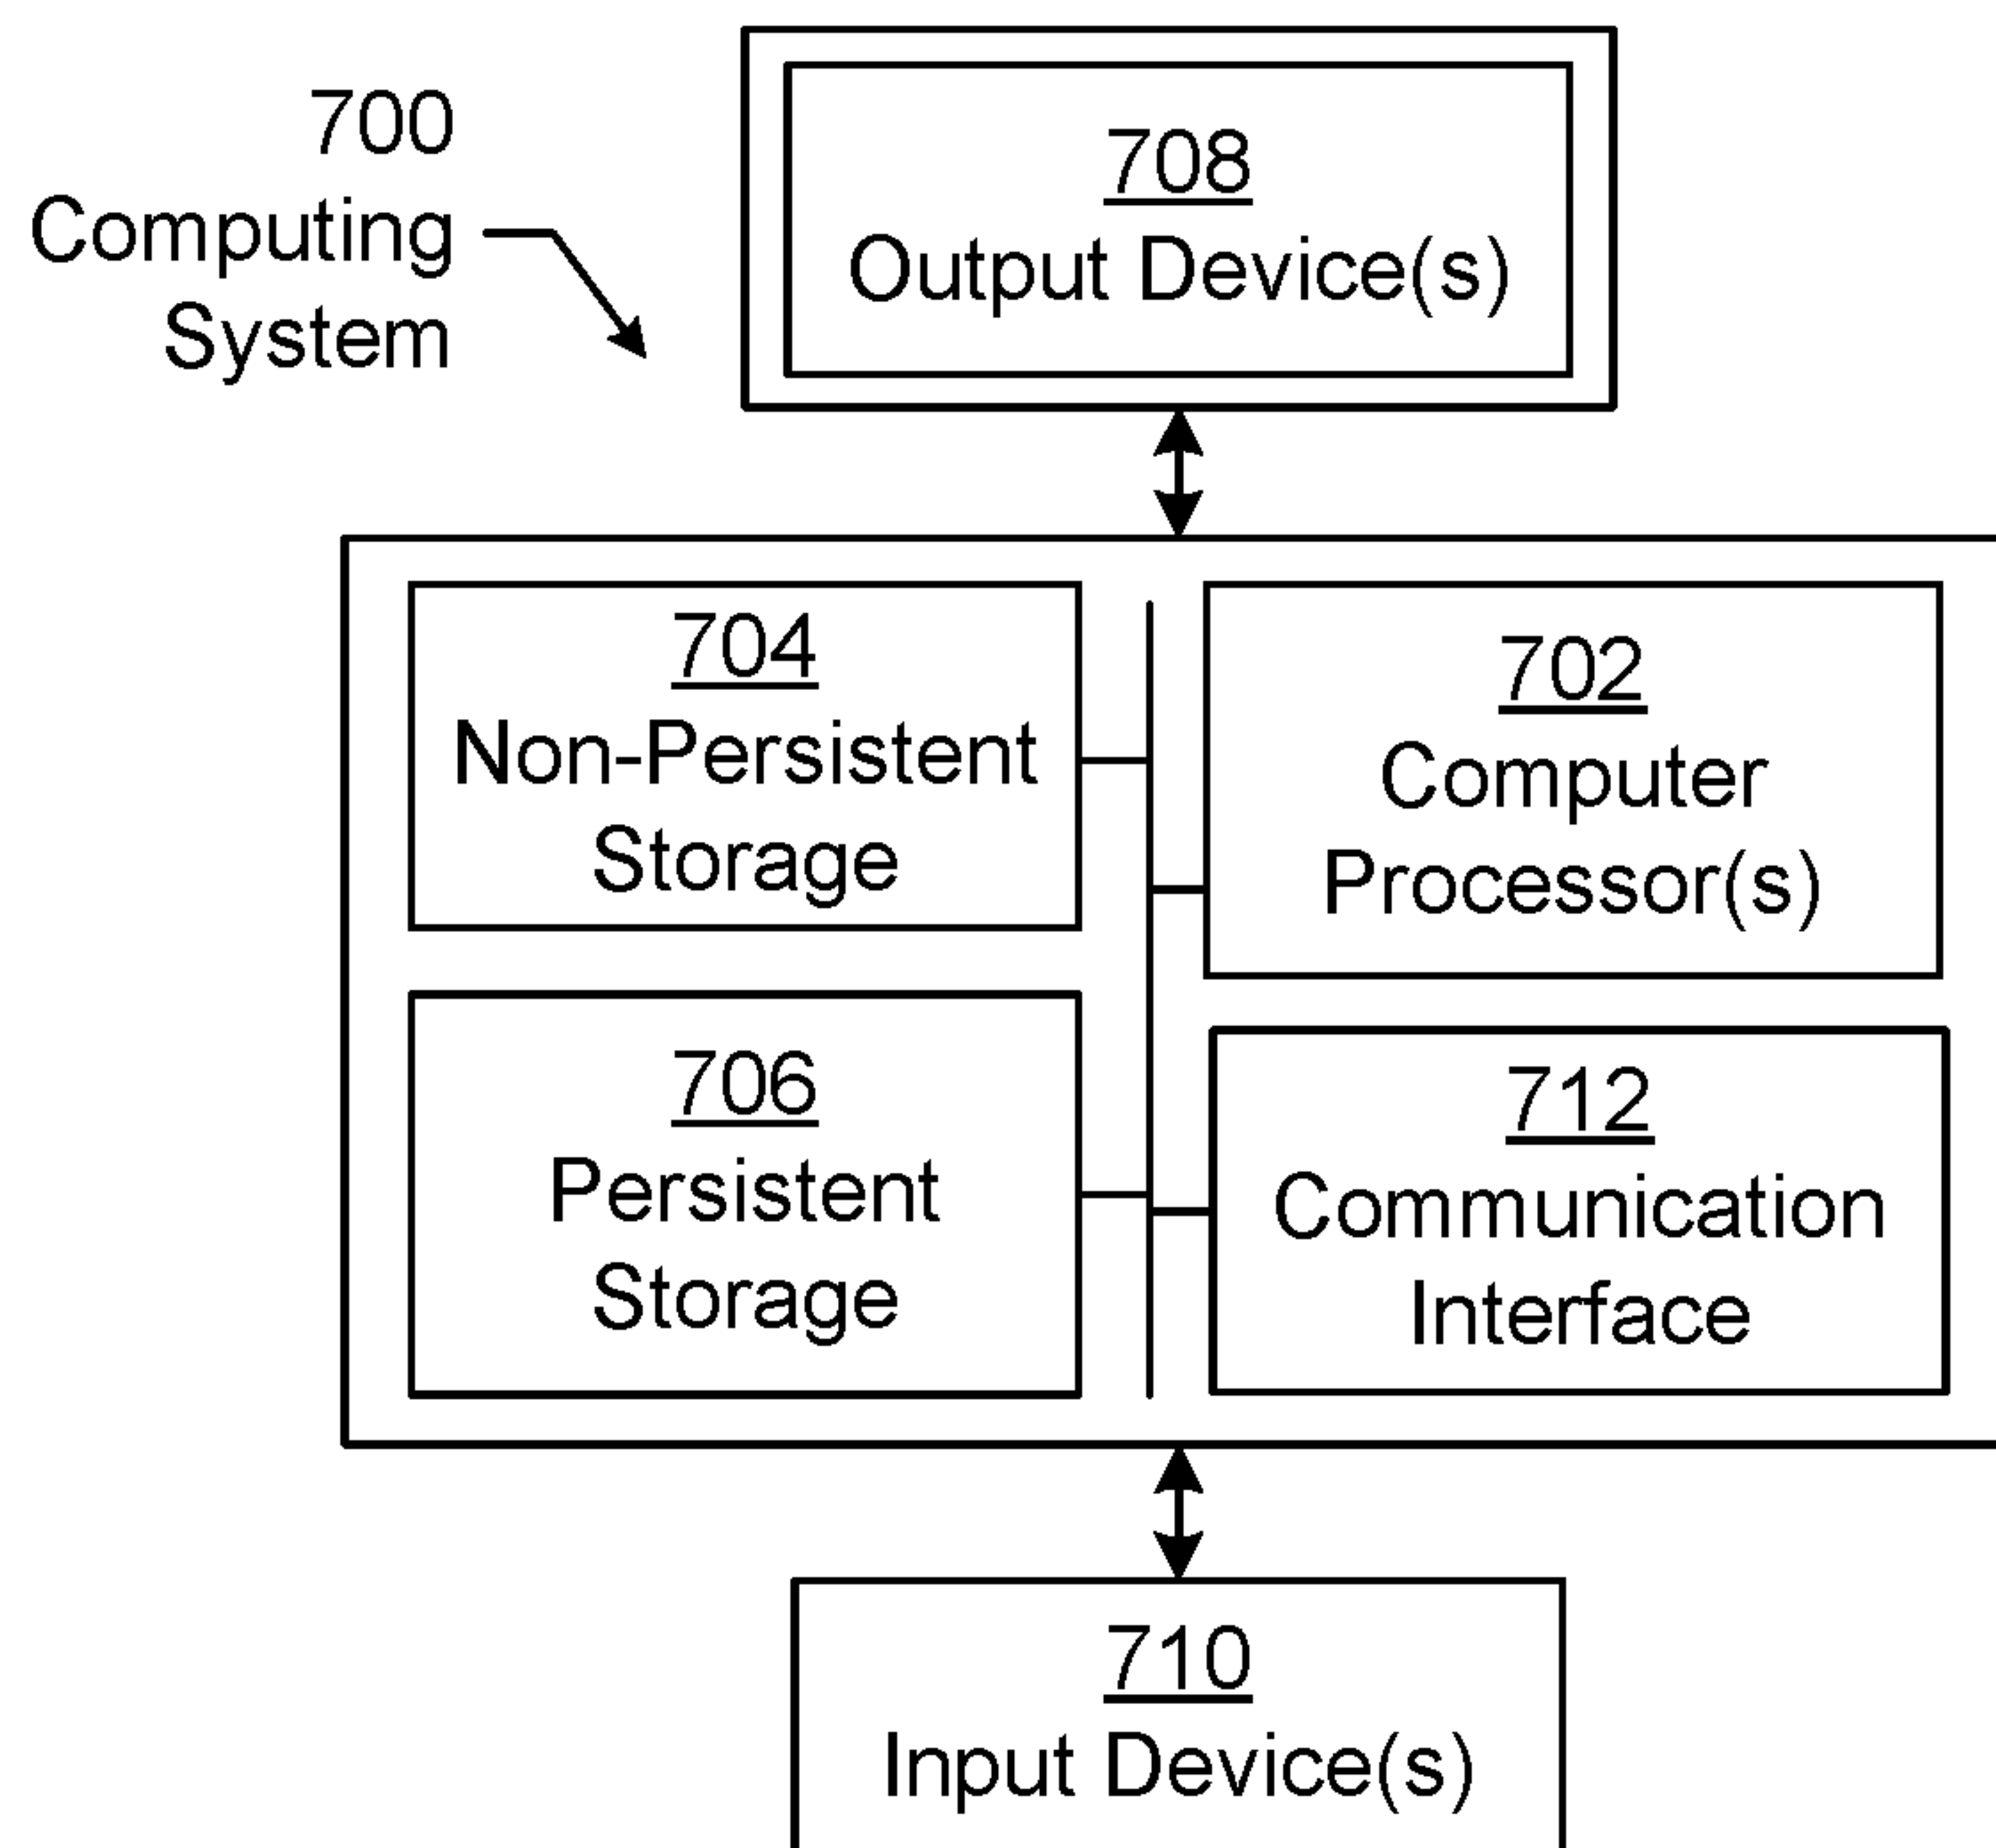 700
Computing
System
708
Output Device(s)
704
Non-Persistent
Storage
702
Computer
Processor(s)
706
Persistent
Storage
712
Communication
Interface
710
Input Device(s)